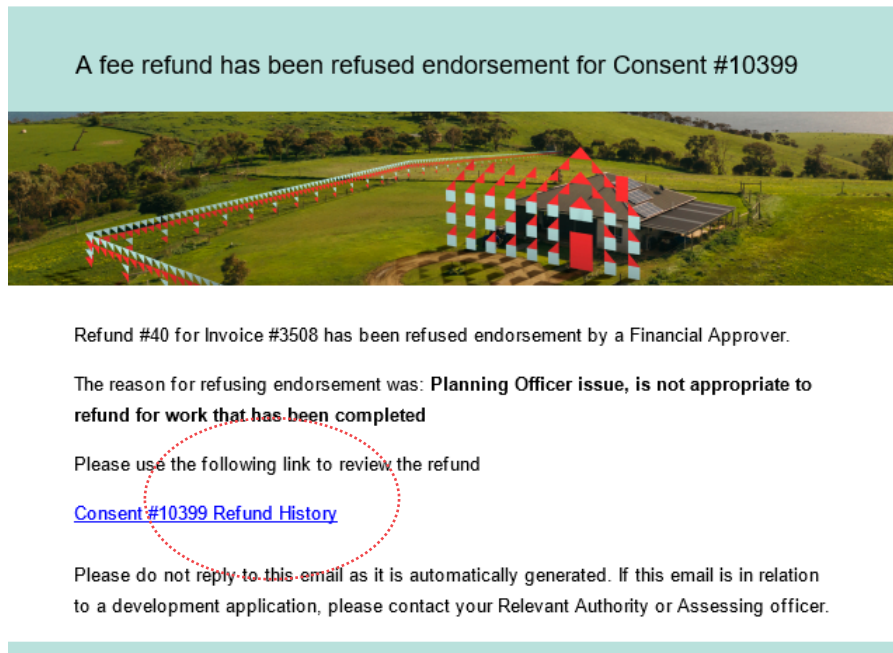 A fee refund has been refused endorsement for Consent #10399
Refund #40 for Invoice #3508 has been refused endorsement by a Financial Approver.
The reason for refusing endorsement was: Planning Officer issue, is not appropriate to
refund for work that has been completed
Please use the following link to review the refund
Consent #10399 Refund History
Please do not reply to this email as it is automatically generated. If this email is in relation
to a development application, please contact your Relevant Authority or Assessing officer.